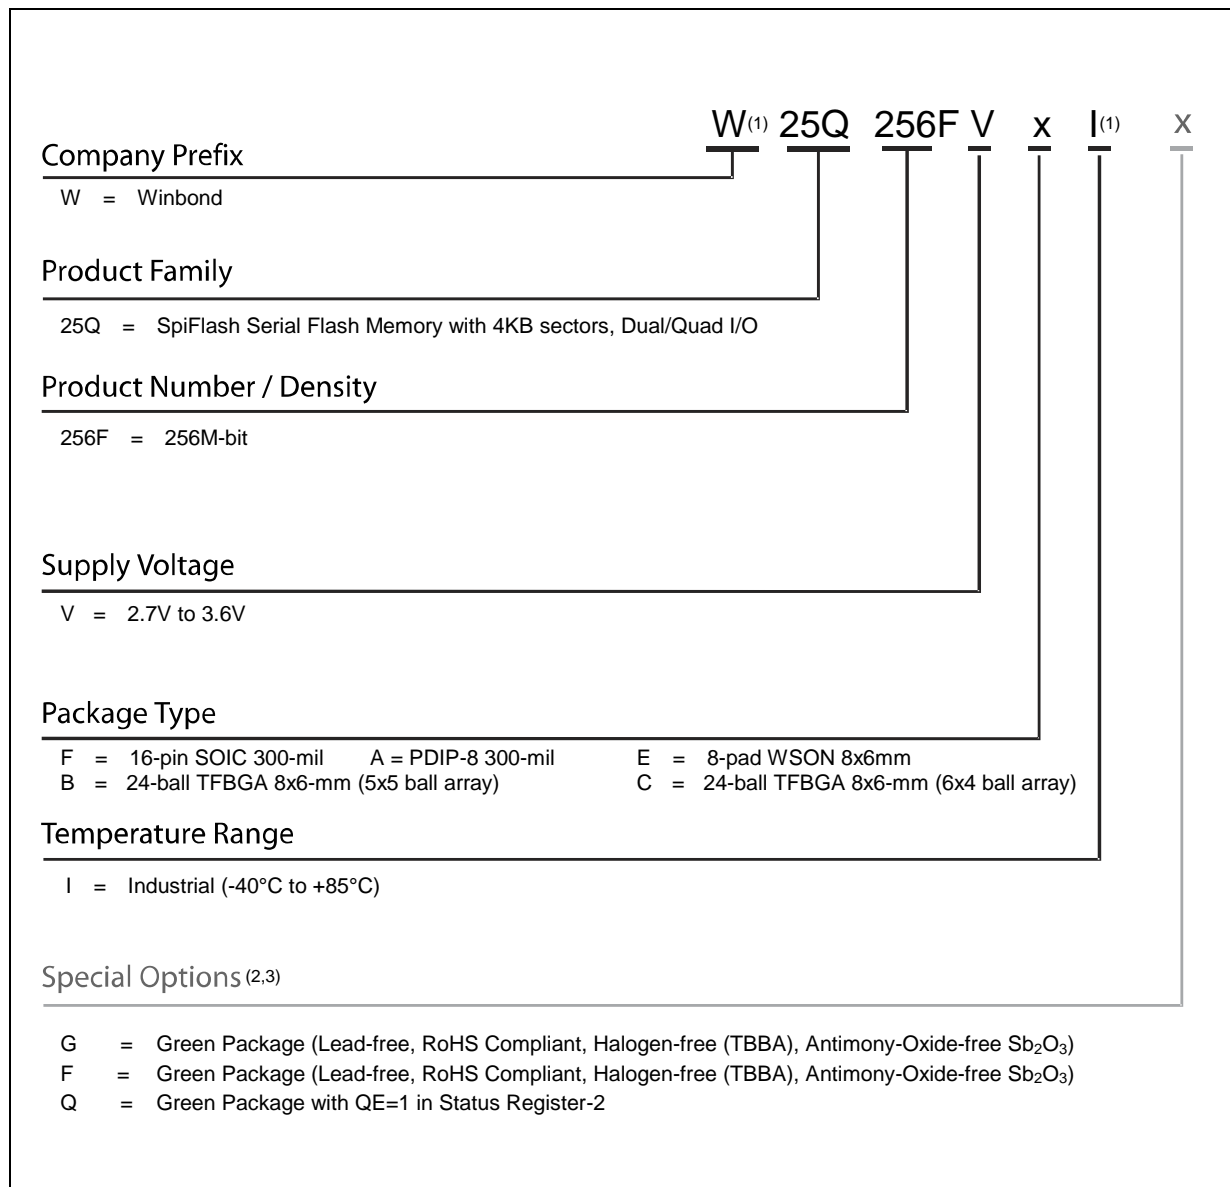 W(1) 25Q 256F V x I(1) x
Company Prefix
W = Winbond
Product Family
25Q = SpiFlash Serial Flash Memory with 4KB sectors, Dual/Quad I/O
Product Number / Density
256F = 256M-bit
Supply Voltage
V = 2.7V to 3.6V
Package Type
F = 16-pin SOIC 300-mil A = PDIP-8 300-mil E = 8-pad WSON 8x6mm
B = 24-ball TFBGA 8x6-mm (5x5 ball array) C = 24-ball TFBGA 8x6-mm (6x4 ball array)
Temperature Range
I = Industrial (-40°C to +85°C)
Special Options (2,3)
G = Green Package (Lead-free, RoHS Compliant, Halogen-free (TBBA), Antimony-Oxide-free Sb₂O₃)
F = Green Package (Lead-free, RoHS Compliant, Halogen-free (TBBA), Antimony-Oxide-free Sb₂O₃)
Q = Green Package with QE=1 in Status Register-2